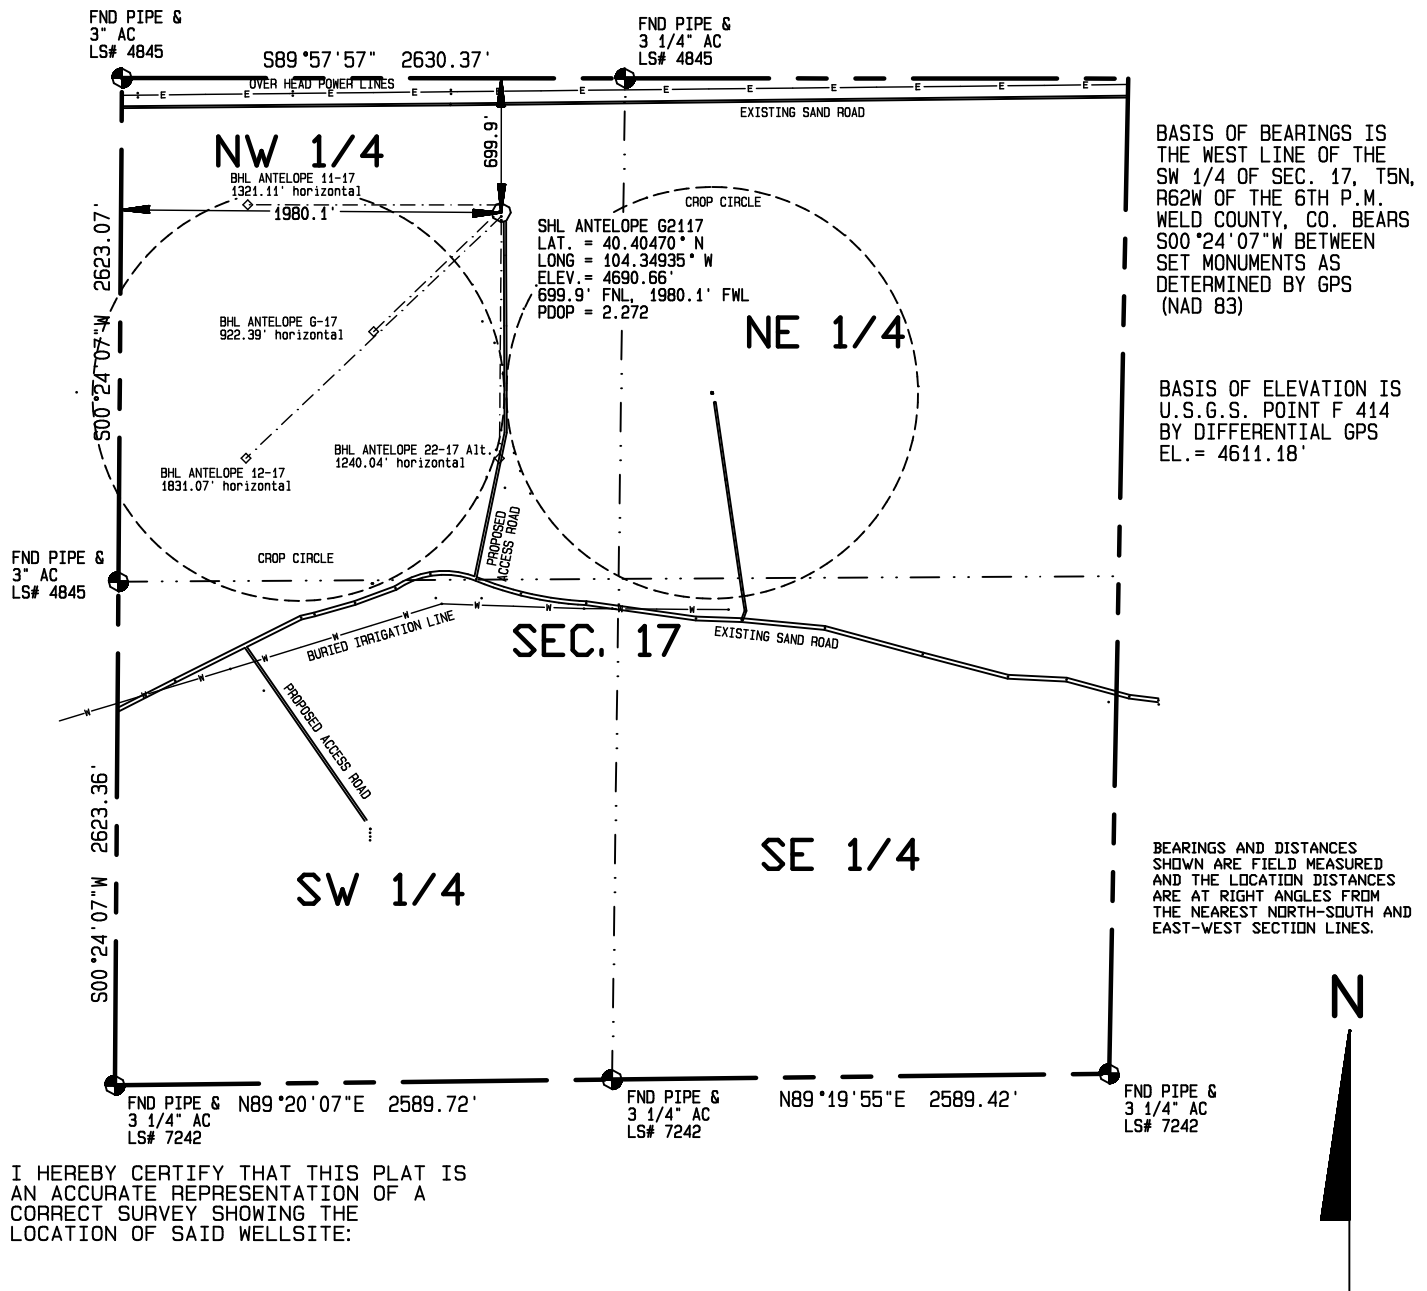 FND PIPE &
3" AC
LS# 4845
S89°57'57" 2630.37'
FND PIPE &
3 1/4" AC
LS# 4845
OVER HEAD POWER LINES
E E E E E E E E E E E E
EXISTING SAND ROAD
NW 1/4
699.9'
BHL ANTELOPE 11-17
1321.11' horizontal
1980.1'
CROP CIRCLE
SHL ANTELOPE G2117
LAT. = 40.40470° N
LONG = 104.34935° W
ELEV.= 4690.66'
699.9' FNL, 1980.1' FWL
PDOP = 2.272
NE 1/4
S00°24'07"W 2623.07'
BHL ANTELOPE G-17
922.39' horizontal
BHL ANTELOPE 22-17 Alt.
1240.04' horizontal
BHL ANTELOPE 12-17
1831.07' horizontal
PROPOSED
ACCESS ROAD
CROP CIRCLE
FND PIPE &
3" AC
LS# 4845
W W W W W W W W W
BURIED IRRIGATION LINE
SEC. 17
EXISTING SAND ROAD
PROPOSED ACCESS ROAD
S00°24'07"W 2623.36'
SW 1/4
SE 1/4
FND PIPE &
3 1/4" AC
LS# 7242
N89°20'07"E 2589.72'
FND PIPE &
3 1/4" AC
LS# 7242
N89°19'55"E 2589.42'
FND PIPE &
3 1/4" AC
LS# 7242
BASIS OF BEARINGS IS
THE WEST LINE OF THE
SW 1/4 OF SEC. 17, T5N,
R62W OF THE 6TH P.M.
WELD COUNTY, CO. BEARS
S00°24'07"W BETWEEN
SET MONUMENTS AS
DETERMINED BY GPS
(NAD 83)
BASIS OF ELEVATION IS
U.S.G.S. POINT F 414
BY DIFFERENTIAL GPS
EL.= 4611.18'
BEARINGS AND DISTANCES
SHOWN ARE FIELD MEASURED
AND THE LOCATION DISTANCES
ARE AT RIGHT ANGLES FROM
THE NEAREST NORTH-SOUTH AND
EAST-WEST SECTION LINES.
N
I HEREBY CERTIFY THAT THIS PLAT IS
AN ACCURATE REPRESENTATION OF A
CORRECT SURVEY SHOWING THE
LOCATION OF SAID WELLSITE: